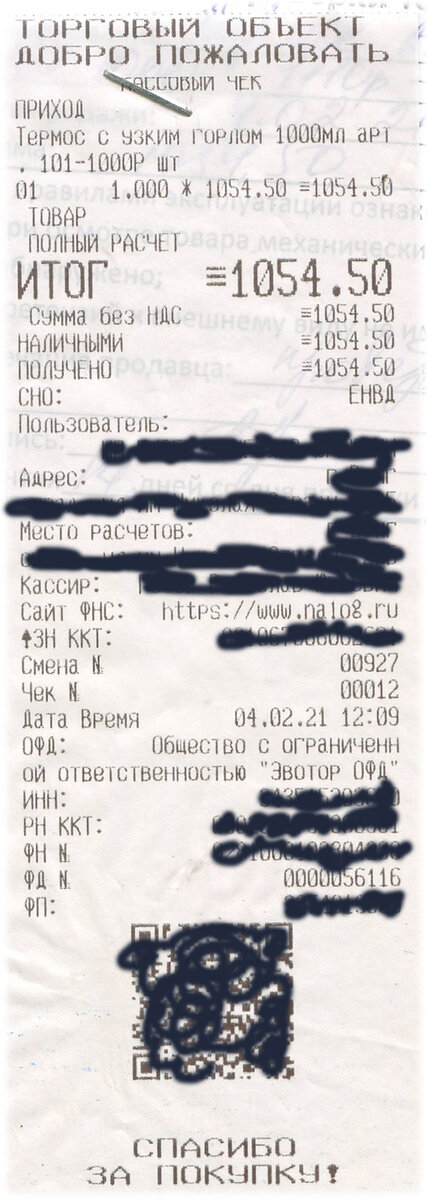 ТОРГОВЫЙ ОБЪЕКТ
ДОБРО ПОЖАЛОВАТЬ
КАССОВЫЙ ЧЕК
ПРИХОД
Термос с узким горлом 1000мл арт
. 101-1000Р шт
01 1.000 * 1054.50 =1054.50
ТОВАР
ПОЛНЫЙ РАСЧЕТ
ИТОГ =1054.50
Сумма без НДС =1054.50
НАЛИЧНЫМИ =1054.50
ПОЛУЧЕНО =1054.50
СНО: ЕНВД
Пользователь:
Адрес:
Место расчетов:
Кассир:
Сайт ФНС: https://www.nalog.ru
ЗН ККТ:
Смена № 00927
Чек № 00012
Дата Время 04.02.21 12:09
ОФД: Общество с ограниченн
ой ответственностью "Эвотор ОФД"
ИНН:
РН ККТ:
ФН №
ФД № 0000056116
ФП:
СПАСИБО
ЗА ПОКУПКУ!